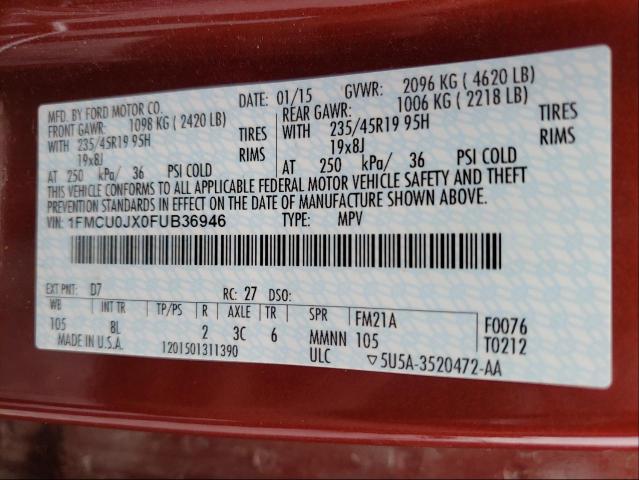 MFD. BY FORD MOTOR CO.
DATE: 01/15 GVWR: 2096 KG ( 4620 LB)
FRONT GAWR: 1098 KG ( 2420 LB) REAR GAWR: 1006 KG ( 2218 LB)
WITH 235/45R19 95H TIRES WITH 235/45R19 95H TIRES
19x8J RIMS 19x8J RIMS
AT 250 kPa/ 36 PSI COLD AT 250 kPa/ 36 PSI COLD
THIS VEHICLE CONFORMS TO ALL APPLICABLE FEDERAL MOTOR VEHICLE SAFETY AND THEFT
PREVENTION STANDARDS IN EFFECT ON THE DATE OF MANUFACTURE SHOWN ABOVE.
VIN: 1FMCU0JX0FUB36946 TYPE: MPV
EXT PNT: D7 RC: 27 DSO:
WB INT TR TP/PS R AXLE TR SPR FM21A F0076
105 BL 2 3C 6 MMNN 105 T0212
MADE IN U.S.A. 1201501311390 ULC ▽5U5A-3520472-AA